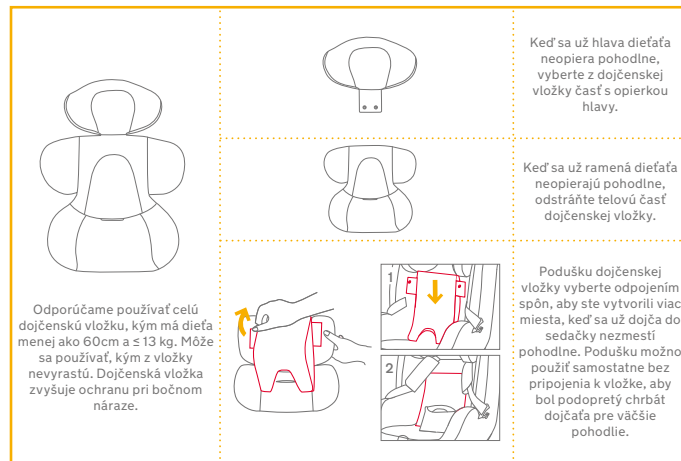 Odporúčame používať celú
dojčenskú vložku, kým má dieťa
menej ako 60cm a ≤ 13 kg. Môže
sa používať, kým z vložky
nevyrastú. Dojčenská vložka
zvyšuje ochranu pri bočnom
náraze.
Keď sa už hlava dieťaťa
neopiera pohodlne,
vyberte z dojčenskej
vložky časť s opierkou
hlavy.
Keď sa už ramená dieťaťa
neopierajú pohodlne,
odstráňte telovú časť
dojčenskej vložky.
1
2
Podušku dojčenskej
vložky vyberte odpojením
spôn, aby ste vytvorili viac
miesta, keď sa už dojča do
sedačky nezmestí
pohodlne. Podušku možno
použiť samostatne bez
pripojenia k vložke, aby
bol podopretý chrbát
dojčaťa pre väčšie
pohodlie.